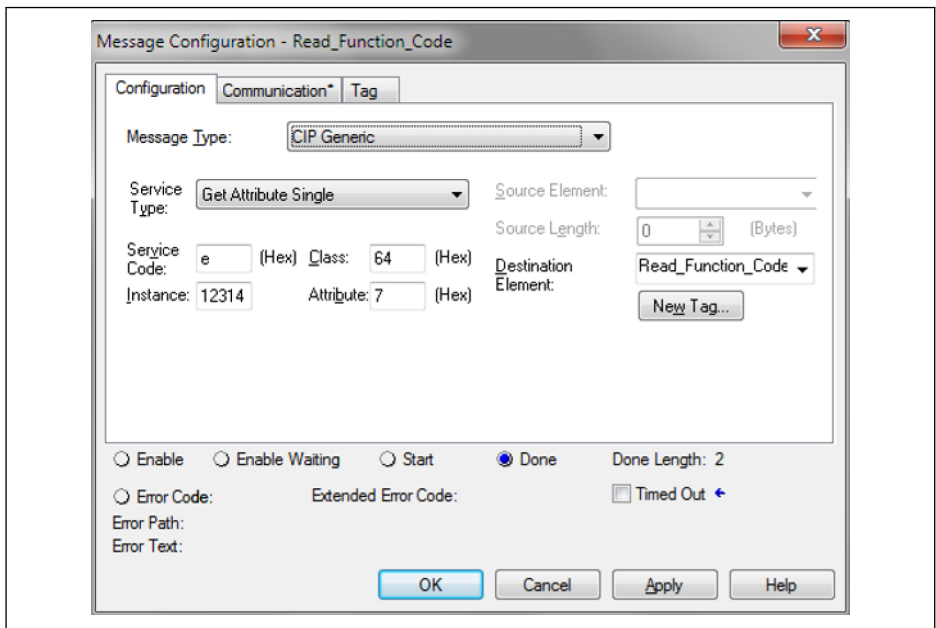 Message Configuration - Read_Function_Code
Configuration Communication* Tag
Message Type: CIP Generic
Service Type: Get Attribute Single
Source Element:
Source Length: 0 (Bytes)
Service Code: e (Hex) Class: 64 (Hex)
Destination Element: Read_Function_Code
Instance: 12314 Attribute: 7 (Hex)
New Tag...
Enable Enable Waiting Start Done Done Length: 2
Error Code: Extended Error Code: Timed Out
Error Path:
Error Text:
OK Cancel Apply Help